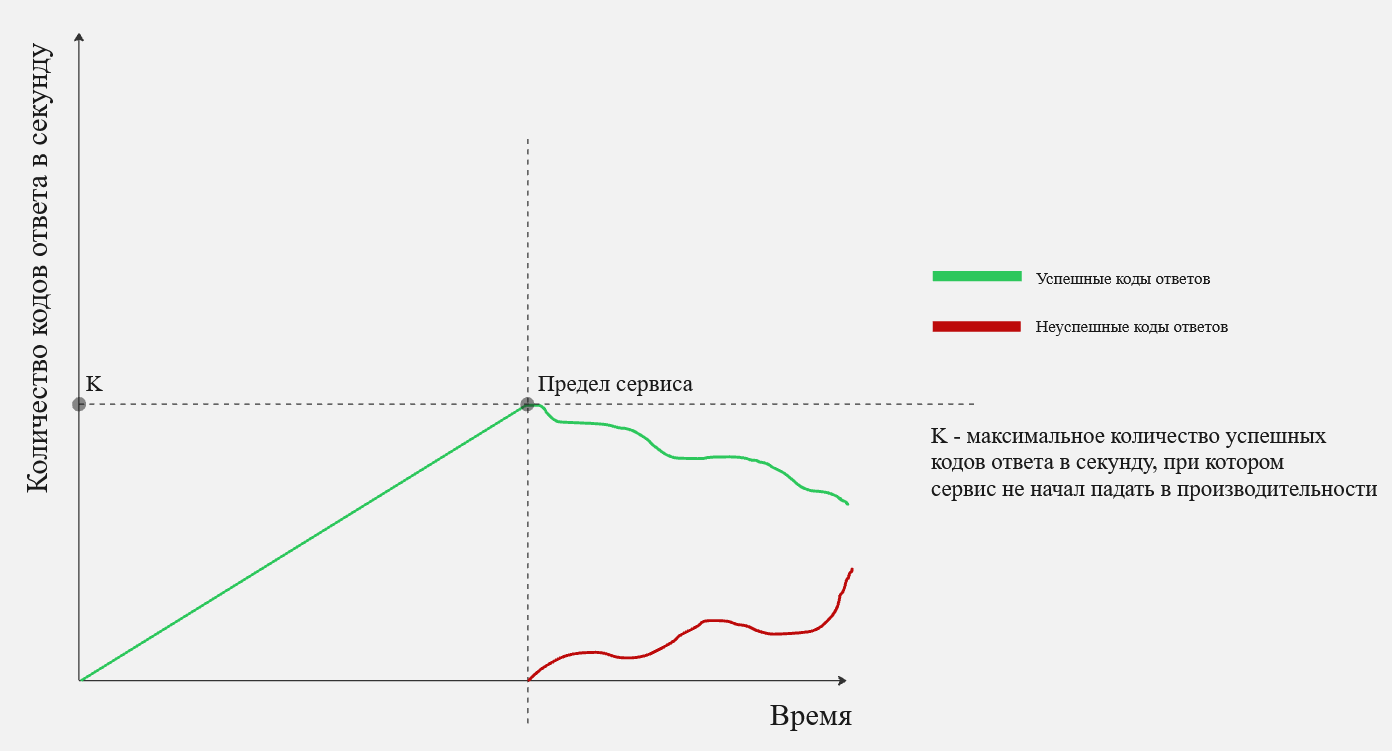 Количество кодов ответа в секунду
K
Предел сервиса
Время
Успешные коды ответов
Неуспешные коды ответов
K - максимальное количество успешных
кодов ответа в секунду, при котором
сервис не начал падать в производительности